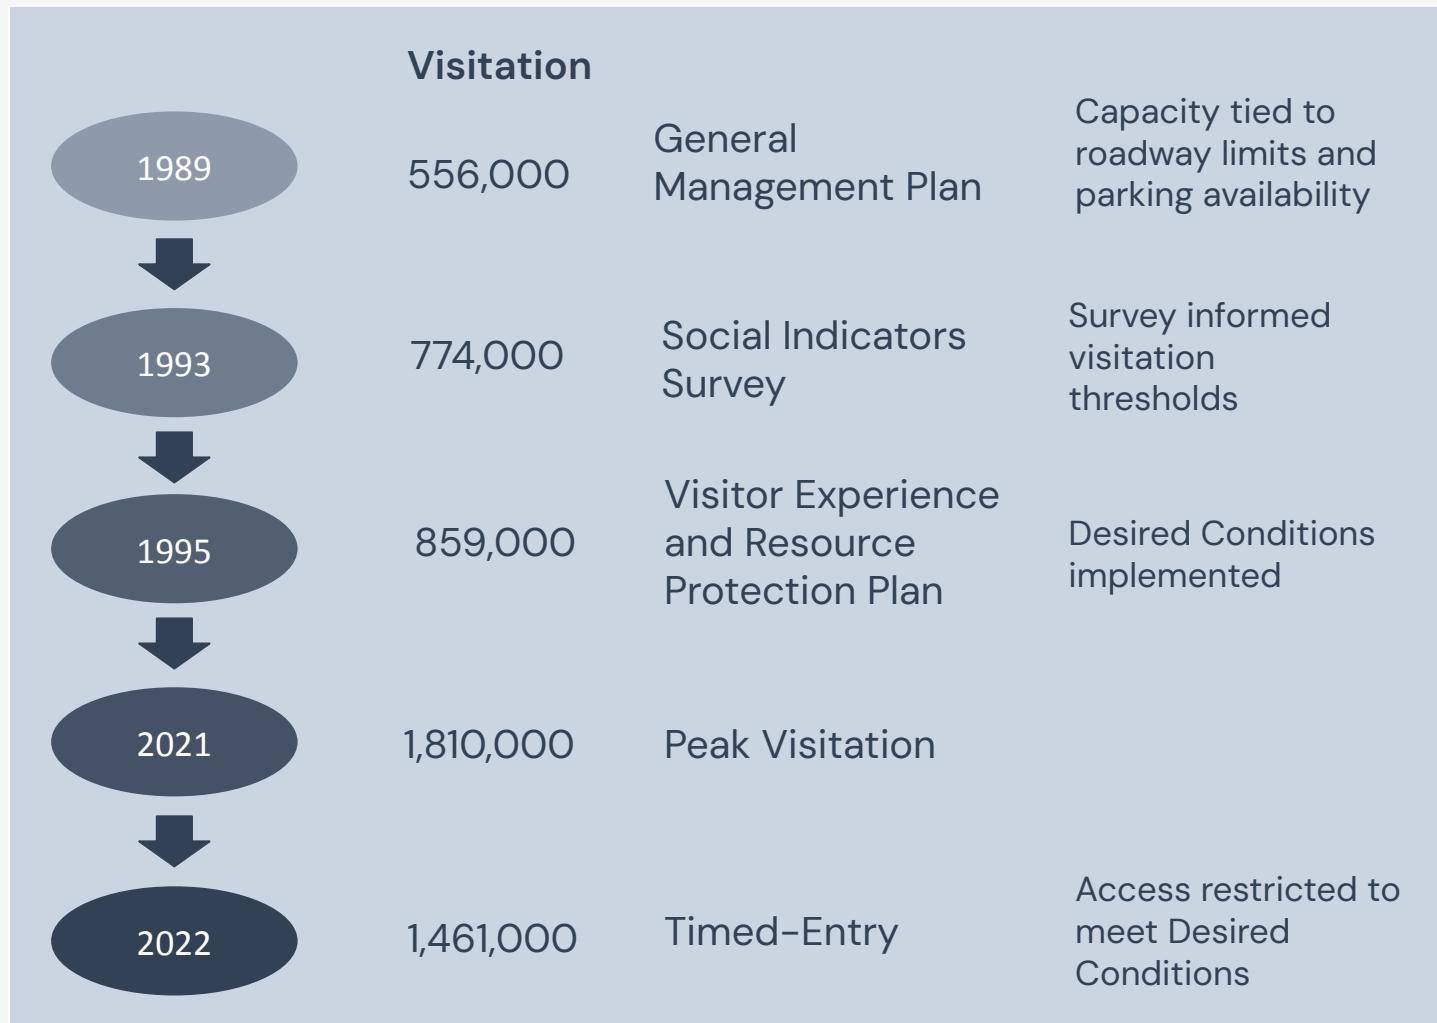 Visitation
1989
556,000
General
Management Plan
Capacity tied to
roadway limits and
parking availability
1993
774,000
Social Indicators
Survey
Survey informed
visitation
thresholds
1995
859,000
Visitor Experience
and Resource
Protection Plan
Desired Conditions
implemented
2021
1,810,000
Peak Visitation
2022
1,461,000
Timed-Entry
Access restricted to
meet Desired
Conditions